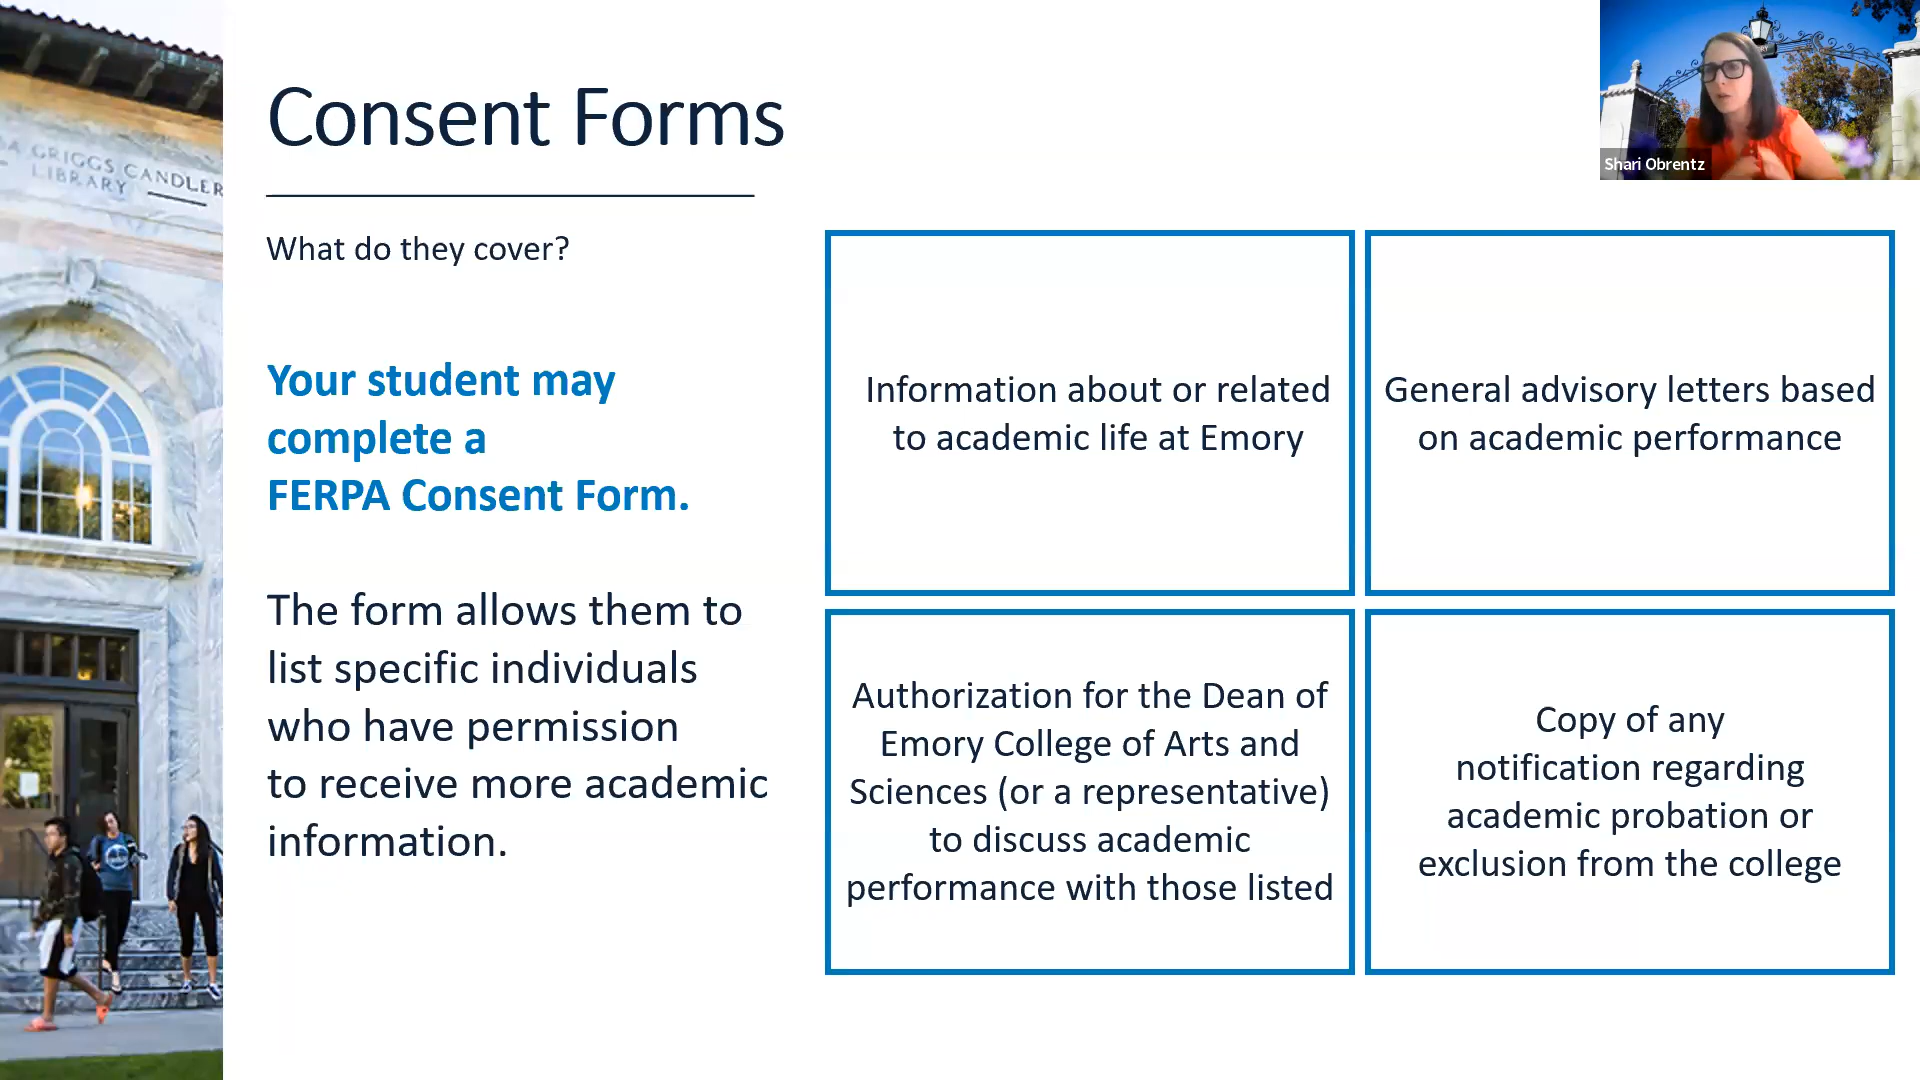 Consent Forms
What do they cover?
Your student may
complete a
FERPA Consent Form.
The form allows them to
list specific individuals
who have permission
to receive more academic
information.
Information about or related
to academic life at Emory
General advisory letters based
on academic performance
Authorization for the Dean of
Emory College of Arts and
Sciences (or a representative)
to discuss academic
performance with those listed
Copy of any
notification regarding
academic probation or
exclusion from the college
Shari Obrentz
A GRIGGS CANDLER
LIBRARY